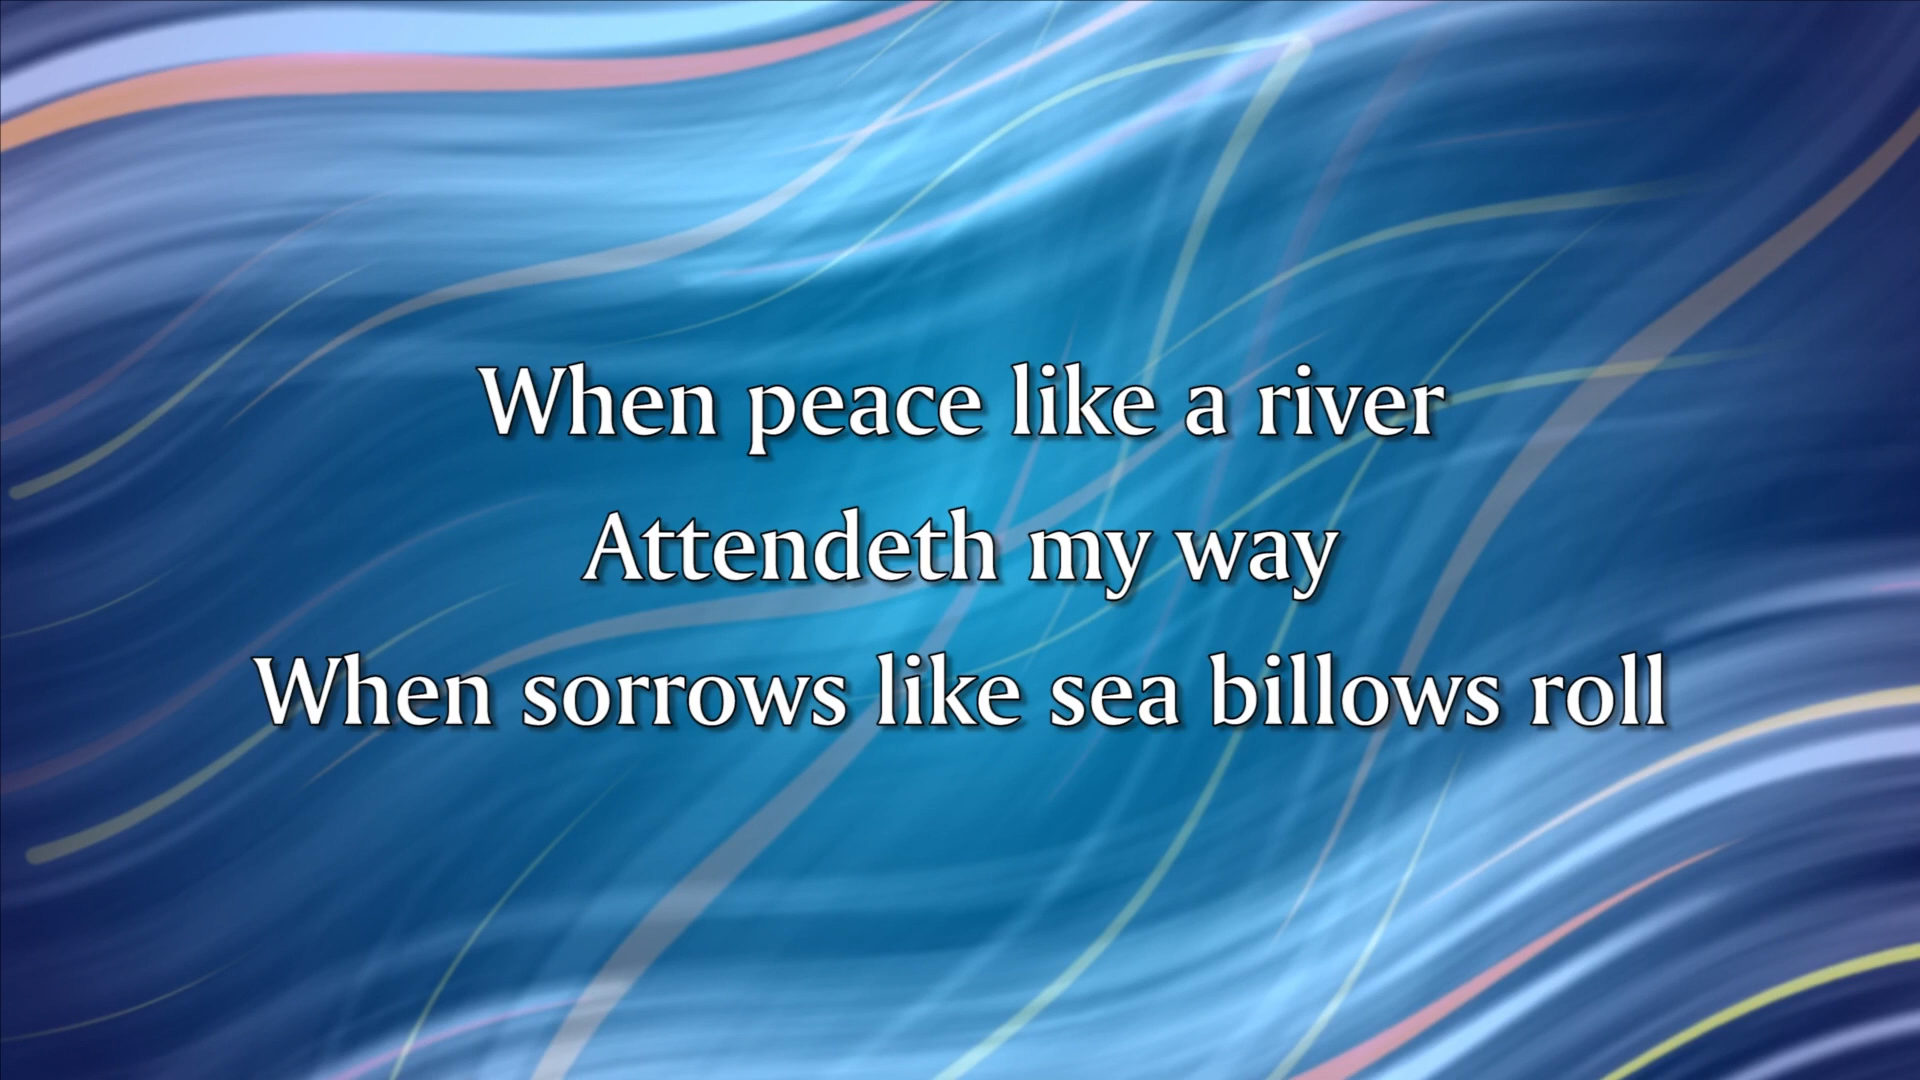 When peace like a river
Attendeth my way
When sorrows like sea billows roll